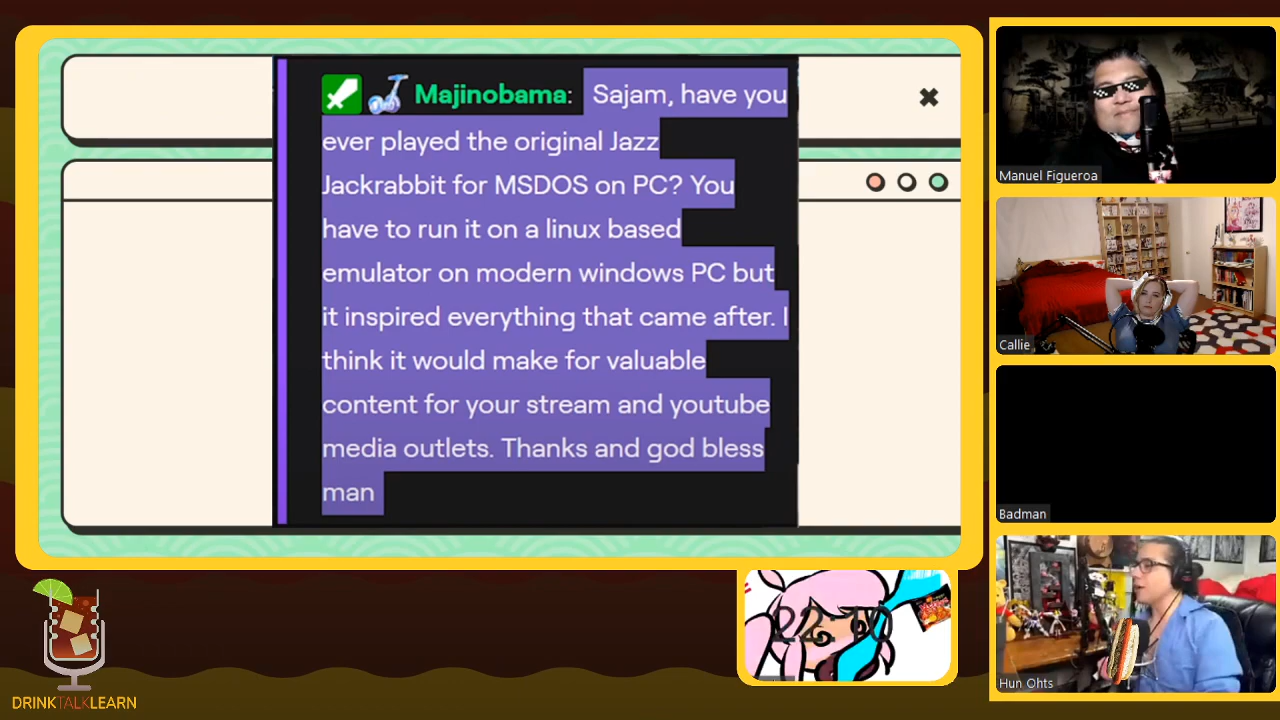 Majinobama: Sajam, have you
ever played the original Jazz
Jackrabbit for MSDOS on PC? You
have to run it on a linux based
emulator on modern windows PC but
it inspired everything that came after. I
think it would make for valuable
content for your stream and youtube
media outlets. Thanks and god bless
man
Manuel Figueroa
Callie
Badman
Hun Ohts
DRINKTALKLEARN